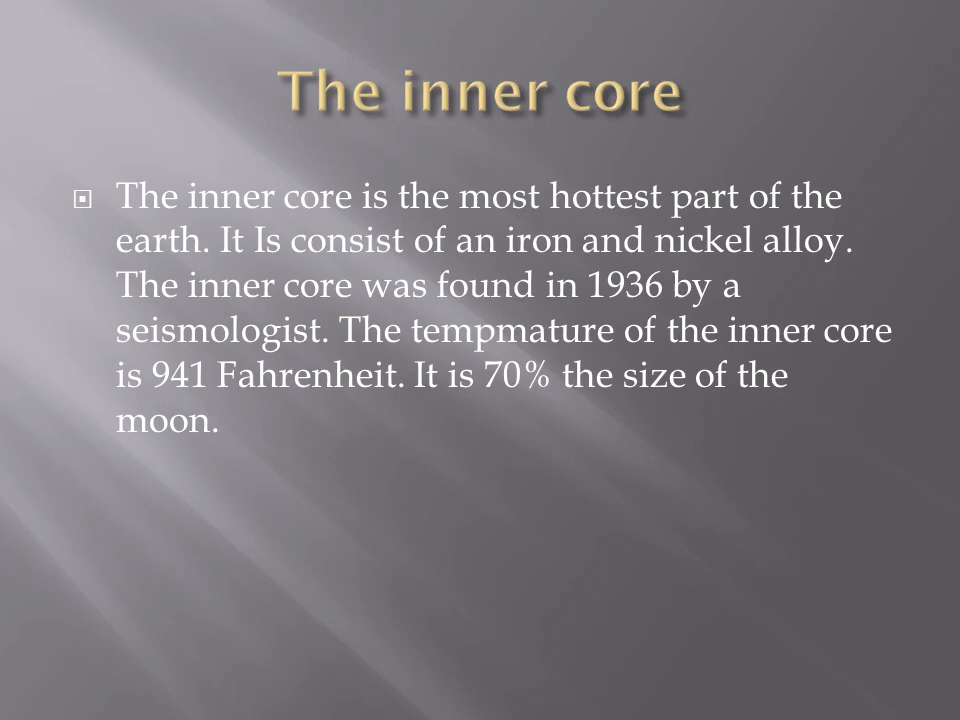 The inner core
The inner core is the most hottest part of the
earth. It Is consist of an iron and nickel alloy.
The inner core was found in 1936 by a
seismologist. The tempmature of the inner core
is 941 Fahrenheit. It is 70% the size of the
moon.